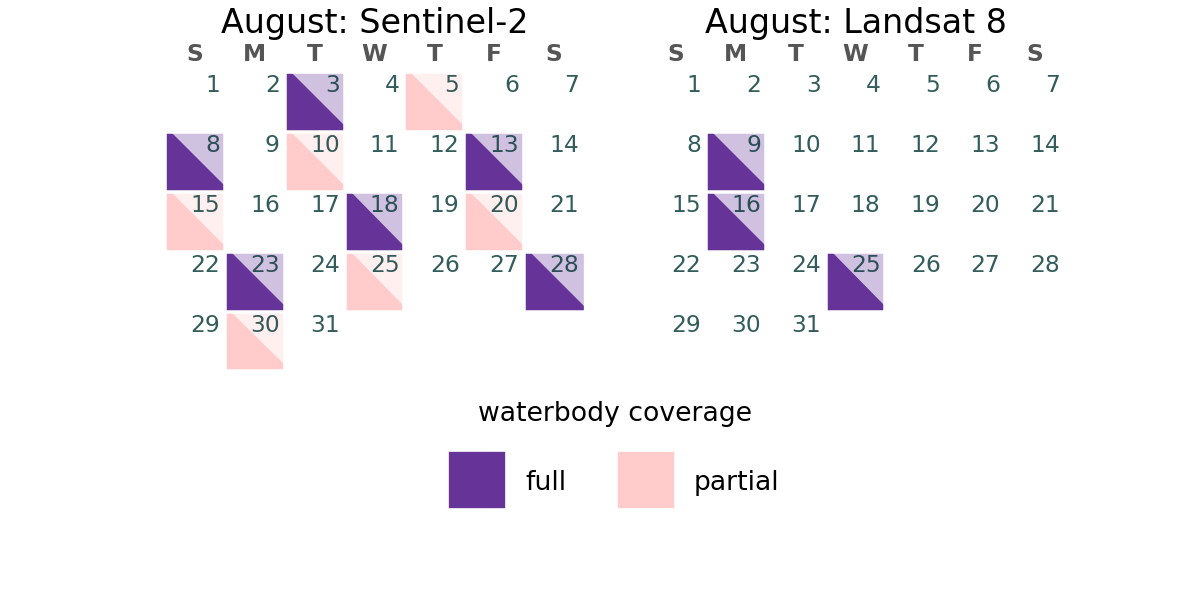 August: Sentinel-2
S M T W T F S
1 2 3 4 5 6 7
8 9 10 11 12 13 14
15 16 17 18 19 20 21
22 23 24 25 26 27 28
29 30 31
August: Landsat 8
S M T W T F S
1 2 3 4 5 6 7
8 9 10 11 12 13 14
15 16 17 18 19 20 21
22 23 24 25 26 27 28
29 30 31
waterbody coverage
full
partial